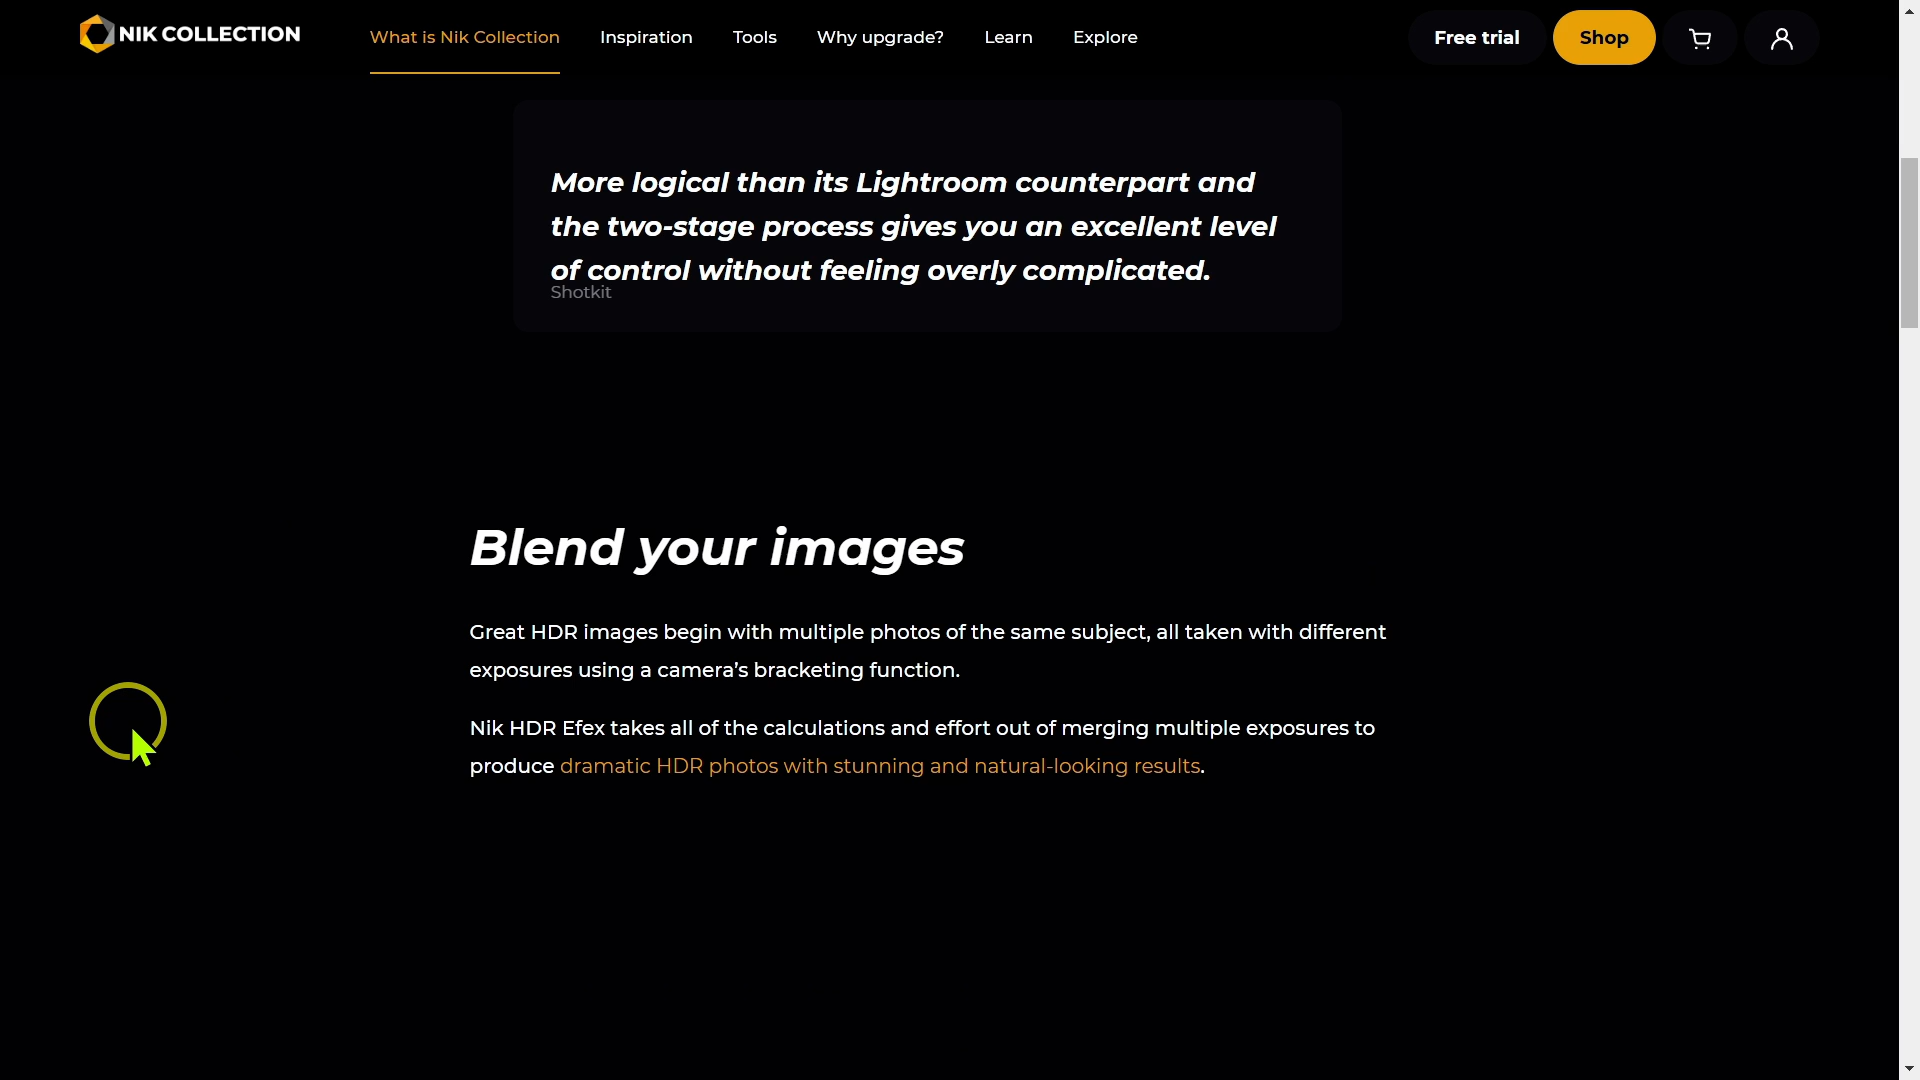 NIK COLLECTION
What is Nik Collection
Inspiration
Tools
Why upgrade?
Learn
Explore
Free trial
Shop
More logical than its Lightroom counterpart and
the two-stage process gives you an excellent level
of control without feeling overly complicated.
Shotkit
Blend your images
Great HDR images begin with multiple photos of the same subject, all taken with different
exposures using a camera’s bracketing function.
Nik HDR Efex takes all of the calculations and effort out of merging multiple exposures to
produce dramatic HDR photos with stunning and natural-looking results.